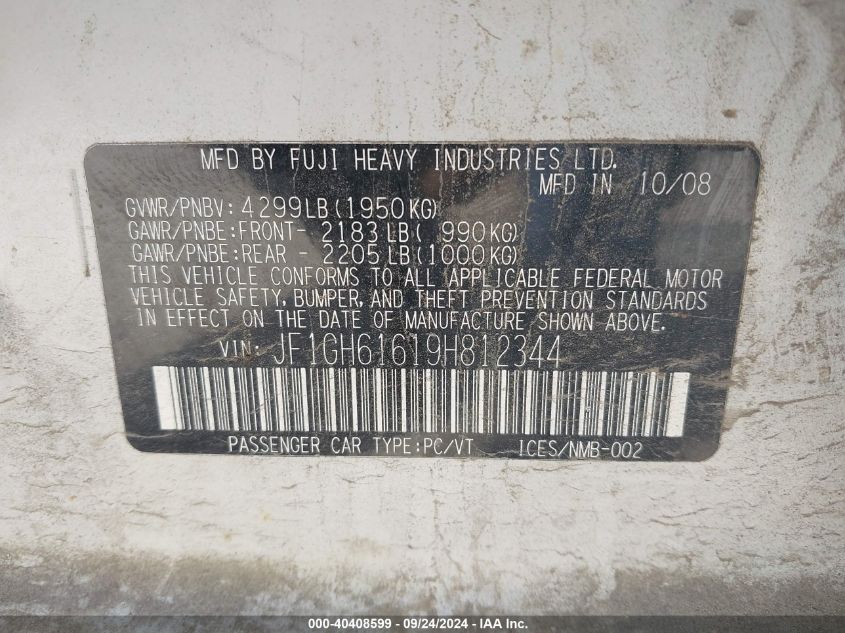 MFD BY FUJI HEAVY INDUSTRIES LTD.
MFD IN 10/08
GVWR/PNBV: 4299LB(1950KG)
GAWR/PNBE:FRONT- 2183LB( 990KG)
GAWR/PNBE:REAR - 2205LB(1000KG)
THIS VEHICLE CONFORMS TO ALL APPLICABLE FEDERAL MOTOR
VEHICLE SAFETY, BUMPER, AND THEFT PREVENTION STANDARDS
IN EFFECT ON THE DATE OF MANUFACTURE SHOWN ABOVE.
VIN: JF1GH61619H812344
PASSENGER CAR TYPE:PC/VT ICES/NMB-002
000-40408599 - 09/24/2024 - IAA Inc.